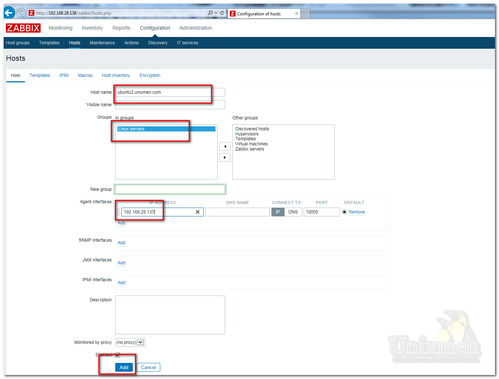 http://192.168.28.138/zabbix/hosts.php
Configuration of hosts
ZABBIX Monitoring Inventory Reports Configuration Administration
Host groups Templates Hosts Maintenance Actions Discovery IT services
Hosts
Host Templates IPMI Macros Host inventory Encryption
Host name ubuntu2.unixmen.com
Visible name
Groups In groups Other groups
Linux servers
Discovered hosts
Hypervisors
Templates
Virtual machines
Zabbix servers
New group
Agent interfaces IP ADDRESS DNS NAME CONNECT TO PORT DEFAULT
192.168.28.137 IP DNS 10050 Remove
Add
SNMP interfaces Add
JMX interfaces Add
IPMI interfaces Add
Description
Monitored by proxy (no proxy)
Enabled
Add Cancel
Unixmen